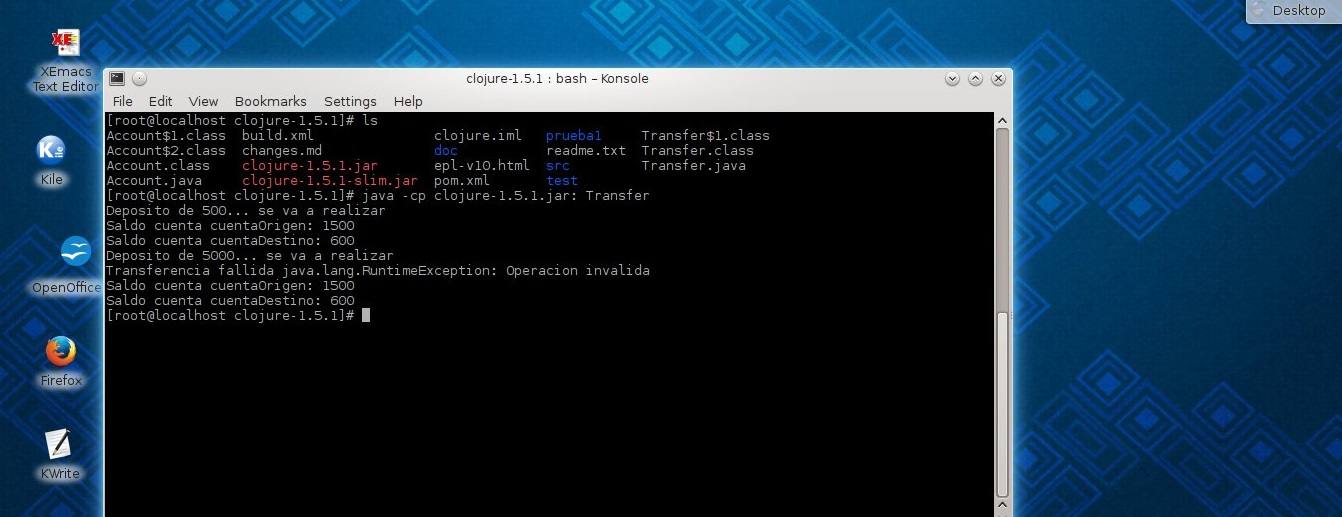 Desktop
XEmacs
Text Editor
Kile
OpenOffice
Firefox
KWrite
clojure-1.5.1 : bash – Konsole
File Edit View Bookmarks Settings Help
[root@localhost clojure-1.5.1]# ls
Account$1.class build.xml clojure.iml prueba1 Transfer$1.class
Account$2.class changes.md doc readme.txt Transfer.class
Account.class clojure-1.5.1.jar epl-v10.html src Transfer.java
Account.java clojure-1.5.1-slim.jar pom.xml test
[root@localhost clojure-1.5.1]# java -cp clojure-1.5.1.jar: Transfer
Deposito de 500... se va a realizar
Saldo cuenta cuentaOrigen: 1500
Saldo cuenta cuentaDestino: 600
Deposito de 5000... se va a realizar
Transferencia fallida java.lang.RuntimeException: Operacion invalida
Saldo cuenta cuentaOrigen: 1500
Saldo cuenta cuentaDestino: 600
[root@localhost clojure-1.5.1]#